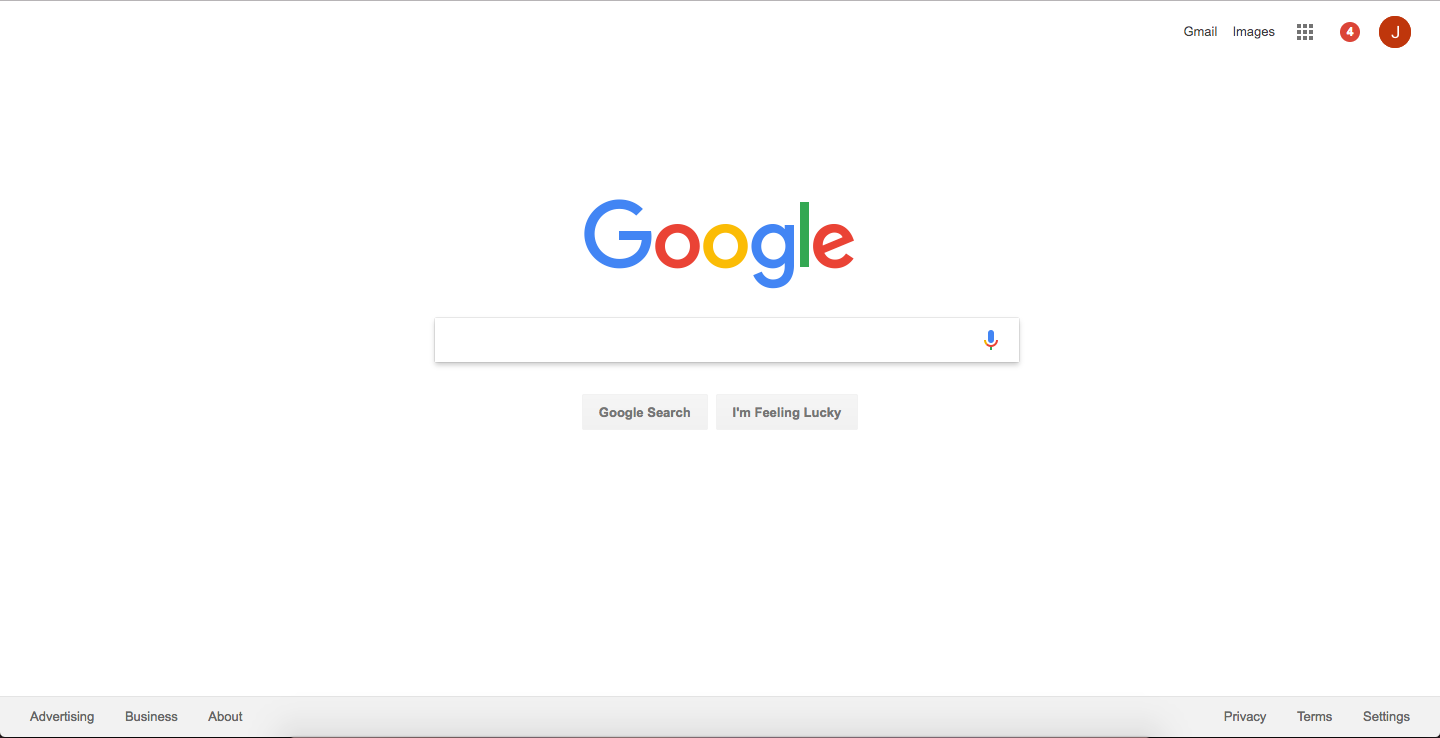 Gmail Images 4 J
Google
Google Search I'm Feeling Lucky
Advertising Business About Privacy Terms Settings